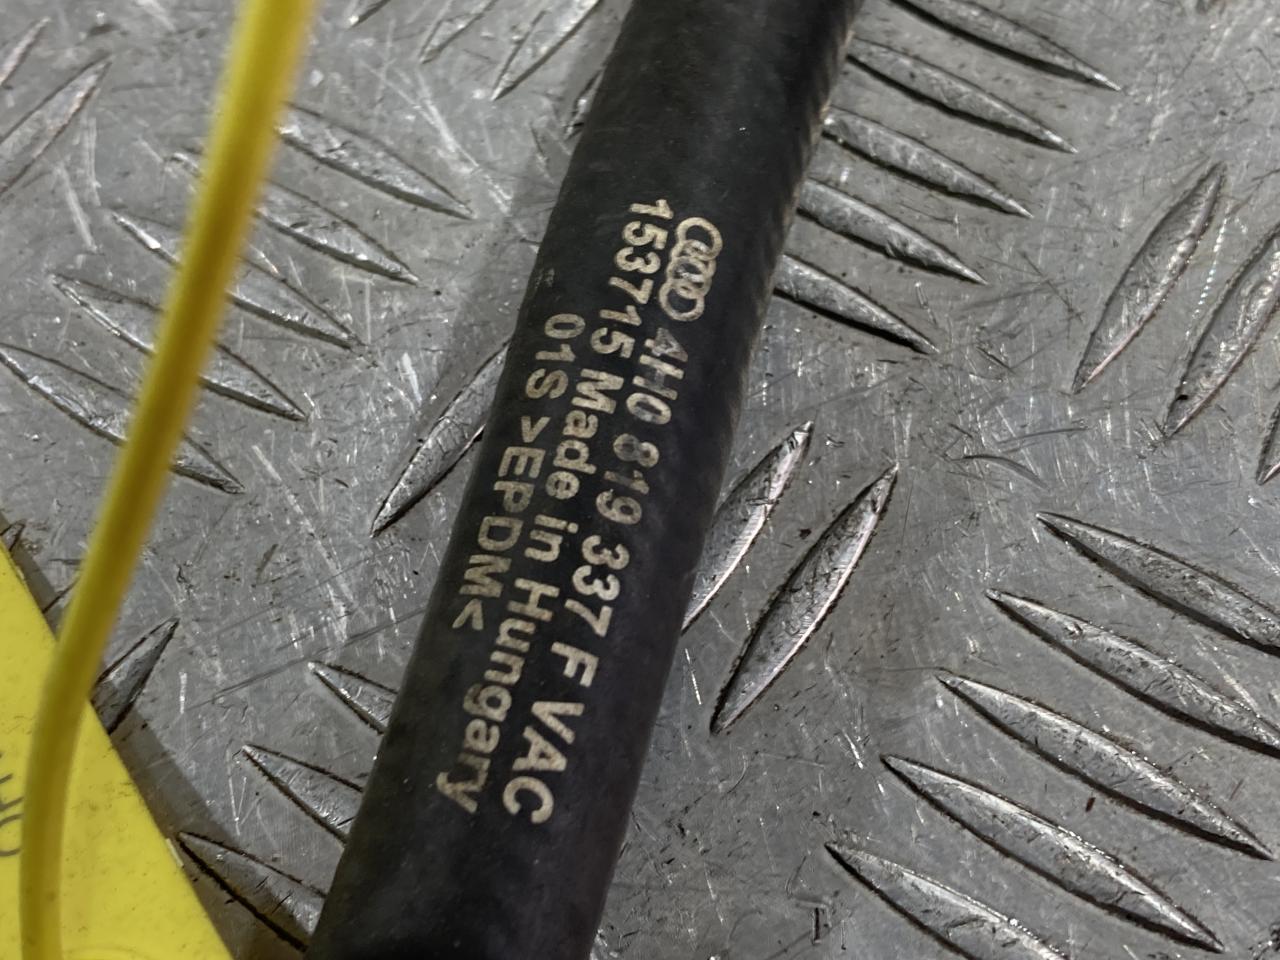 4H0 819 337 F VAC
153715 Made in Hungary
01S >EPDM<